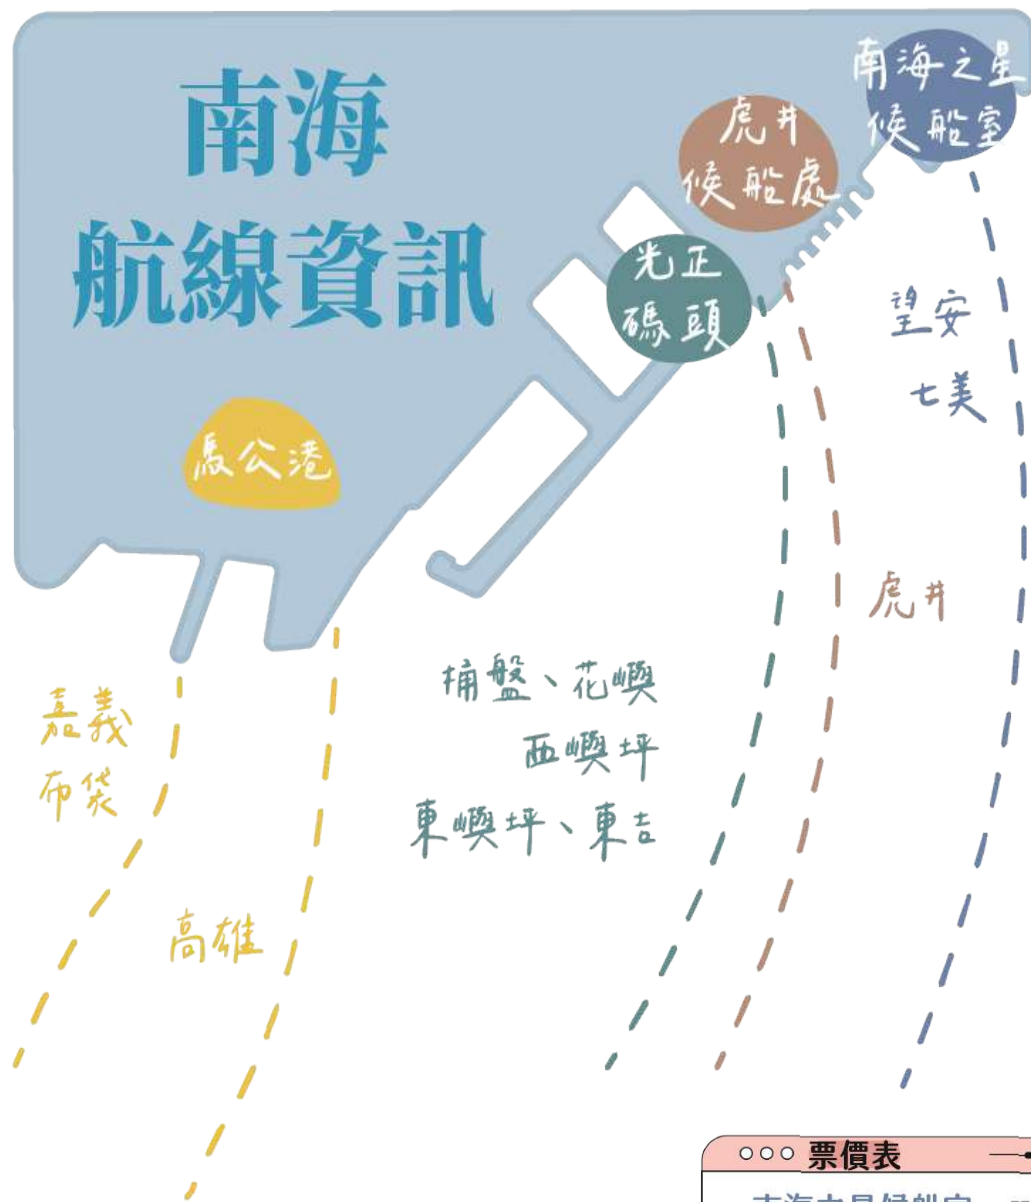 南海
航線資訊
南海之星
候船室
虎井
候船處
光正
碼頭
馬公港
望安
七美
虎井
桶盤、花嶼
西嶼坪
東嶼坪、東吉
嘉義
布袋
高雄
票價表